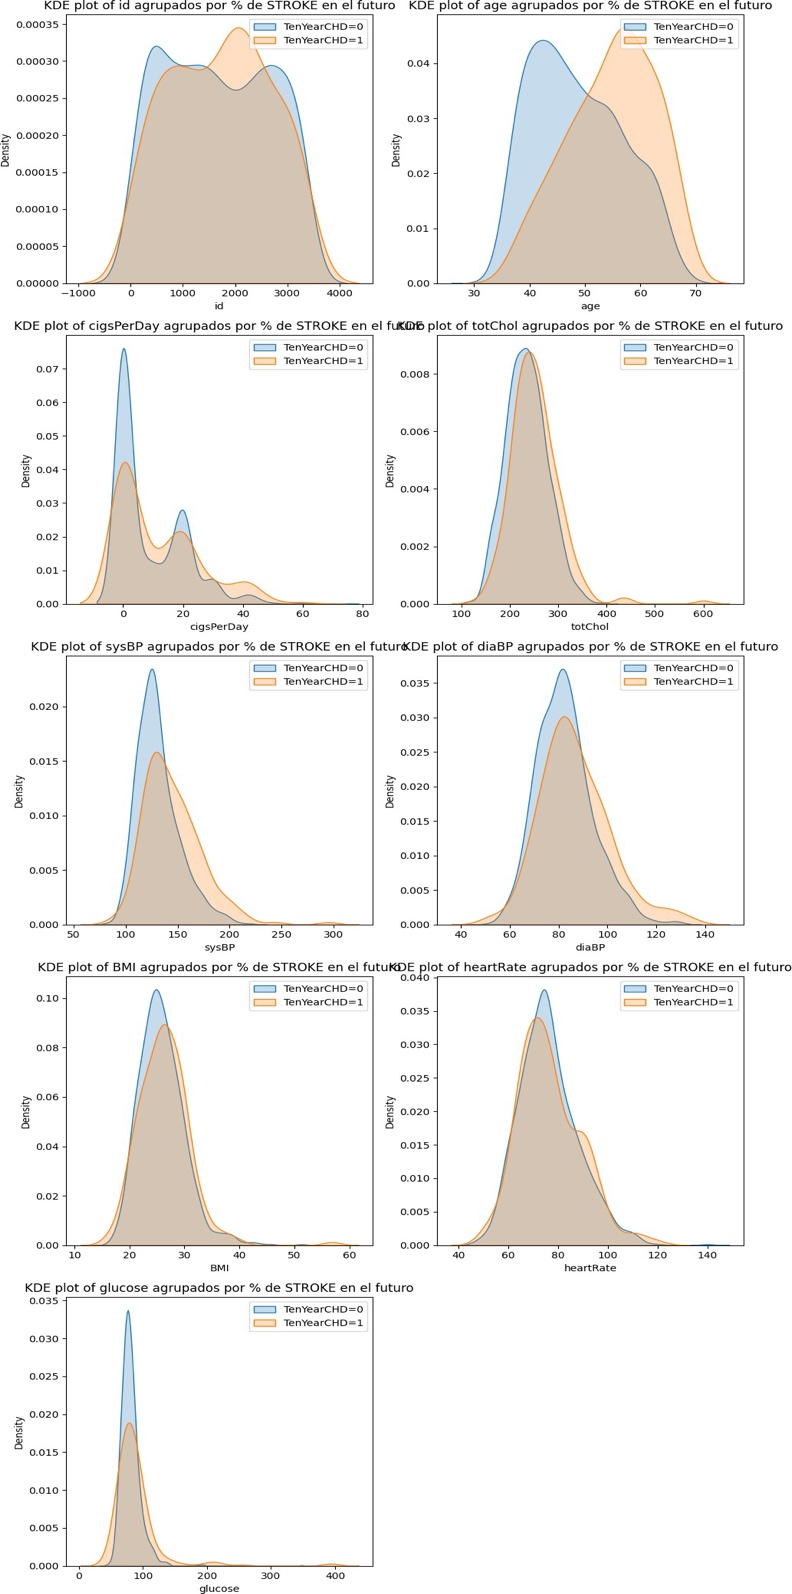 KDE plot of id agrupados por % de STROKE en el futuro
TenYearCHD=0
TenYearCHD=1
0.00035
0.00030
0.00025
0.00020
0.00015
0.00010
0.00005
0.00000
Density
−1000 0 1000 2000 3000 4000
id
KDE plot of age agrupados por % de STROKE en el futuro
TenYearCHD=0
TenYearCHD=1
0.04
0.03
0.02
0.01
0.00
Density
30 40 50 60 70
age
KDE plot of cigsPerDay agrupados por % de STROKE en el futuro
TenYearCHD=0
TenYearCHD=1
0.07
0.06
0.05
0.04
0.03
0.02
0.01
0.00
Density
0 20 40 60 80
cigsPerDay
KDE plot of totChol agrupados por % de STROKE en el futuro
TenYearCHD=0
TenYearCHD=1
0.008
0.006
0.004
0.002
0.000
Density
100 200 300 400 500 600
totChol
KDE plot of sysBP agrupados por % de STROKE en el futuro
TenYearCHD=0
TenYearCHD=1
0.020
0.015
0.010
0.005
0.000
Density
50 100 150 200 250 300
sysBP
KDE plot of diaBP agrupados por % de STROKE en el futuro
TenYearCHD=0
TenYearCHD=1
0.035
0.030
0.025
0.020
0.015
0.010
0.005
0.000
Density
40 60 80 100 120 140
diaBP
KDE plot of BMI agrupados por % de STROKE en el futuro
TenYearCHD=0
TenYearCHD=1
0.10
0.08
0.06
0.04
0.02
0.00
Density
10 20 30 40 50 60
BMI
KDE plot of heartRate agrupados por % de STROKE en el futuro
TenYearCHD=0
TenYearCHD=1
0.040
0.035
0.030
0.025
0.020
0.015
0.010
0.005
0.000
Density
40 60 80 100 120 140
heartRate
KDE plot of glucose agrupados por % de STROKE en el futuro
TenYearCHD=0
TenYearCHD=1
0.035
0.030
0.025
0.020
0.015
0.010
0.005
0.000
Density
0 100 200 300 400
glucose